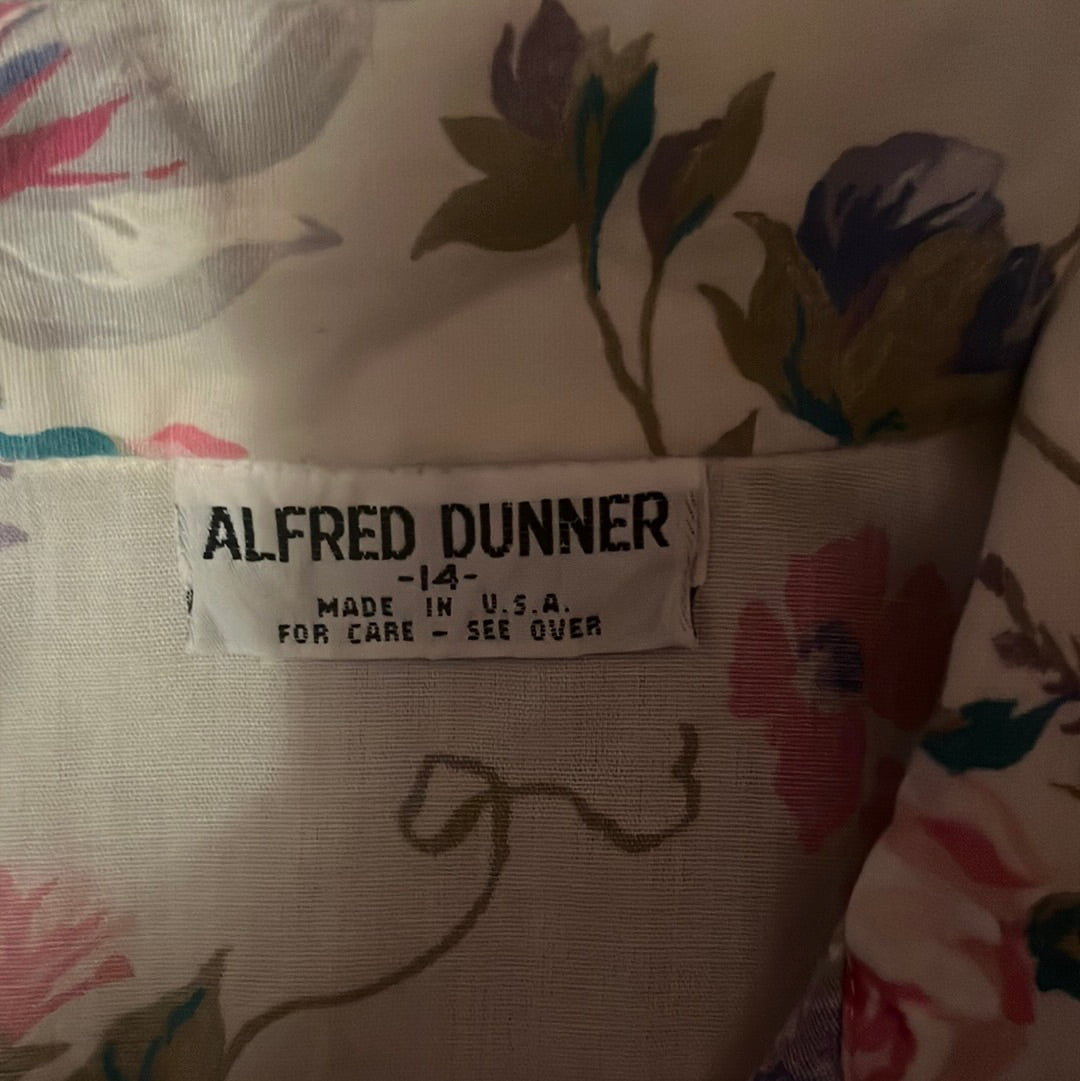 ALFRED DUNNER
-14-
MADE IN U.S.A.
FOR CARE - SEE OVER